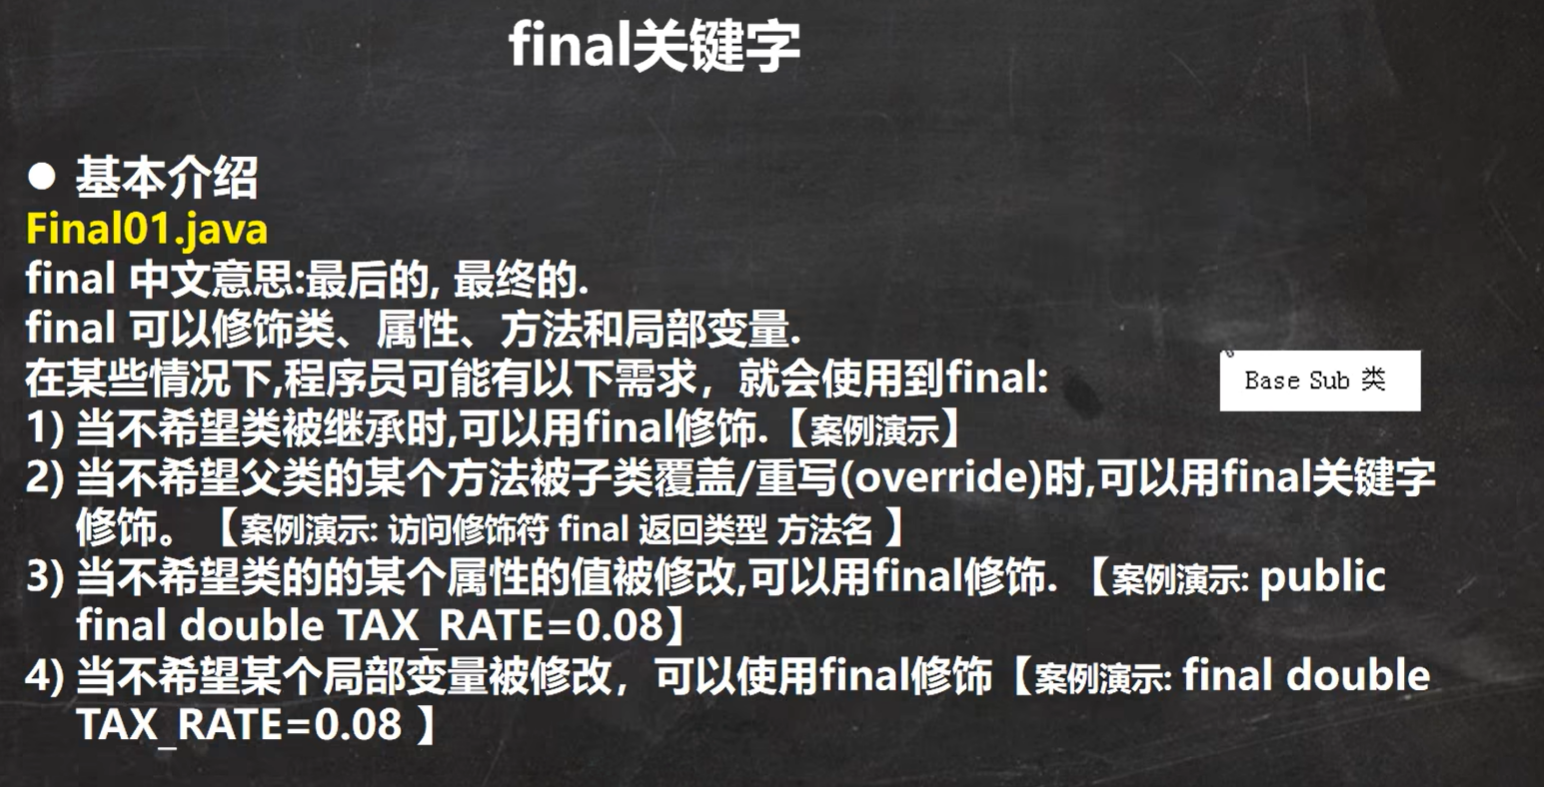 final关键字
● 基本介绍
Final01.java
final 中文意思:最后的, 最终的.
final 可以修饰类、属性、方法和局部变量.
在某些情况下,程序员可能有以下需求，就会使用到final:
Base Sub 类
1) 当不希望类被继承时,可以用final修饰.【案例演示】
2) 当不希望父类的某个方法被子类覆盖/重写(override)时,可以用final关键字
修饰。【案例演示: 访问修饰符 final 返回类型 方法名 】
3) 当不希望类的的某个属性的值被修改,可以用final修饰. 【案例演示: public
final double TAX_RATE=0.08】
4) 当不希望某个局部变量被修改，可以使用final修饰【案例演示: final double
TAX_RATE=0.08 】